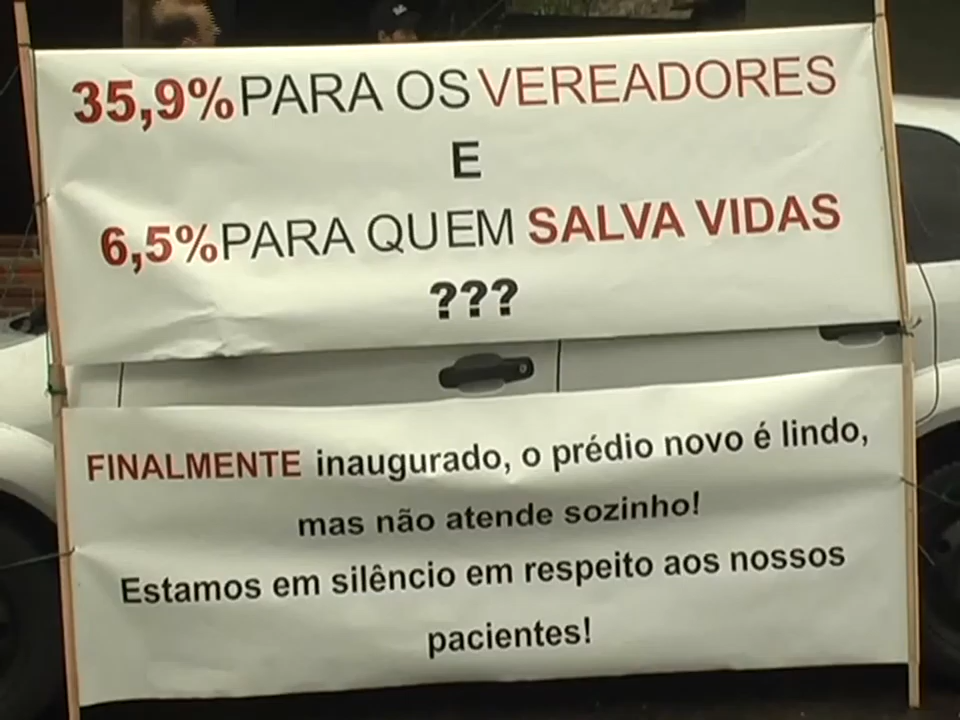 35,9% PARA OS VEREADORES
E
6,5% PARA QUEM SALVA VIDAS
???
FINALMENTE inaugurado, o prédio novo é lindo,
mas não atende sozinho!
Estamos em silêncio em respeito aos nossos
pacientes!